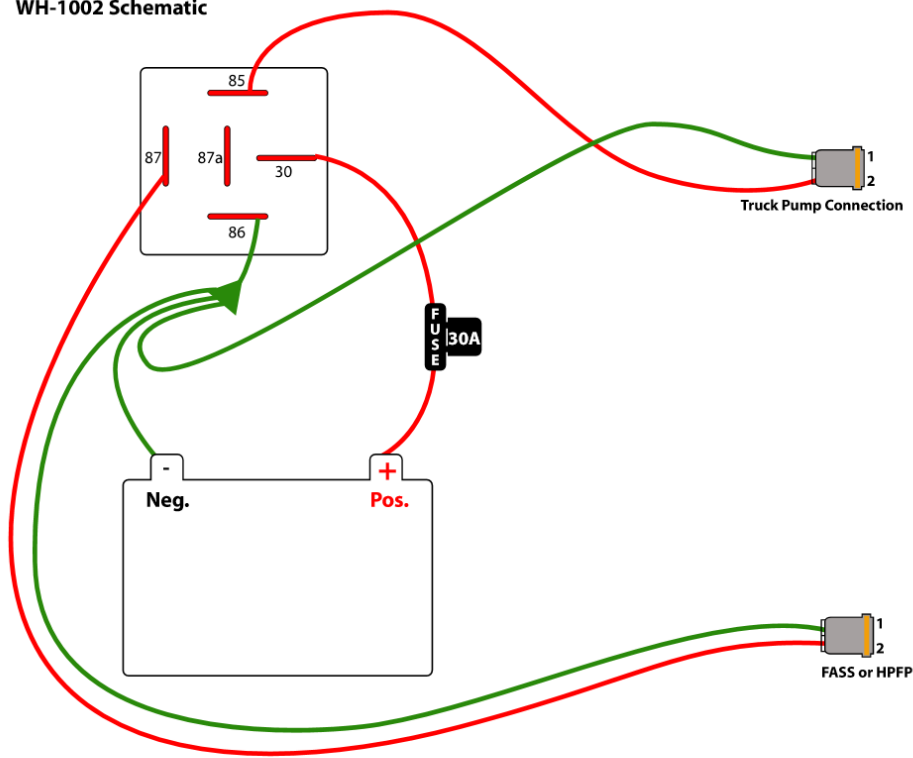 WH-1002 Schematic
85
87
87a
30
86
1
2
Truck Pump Connection
FUSE
30A
-
+
Neg.
Pos.
1
2
FASS or HPFP